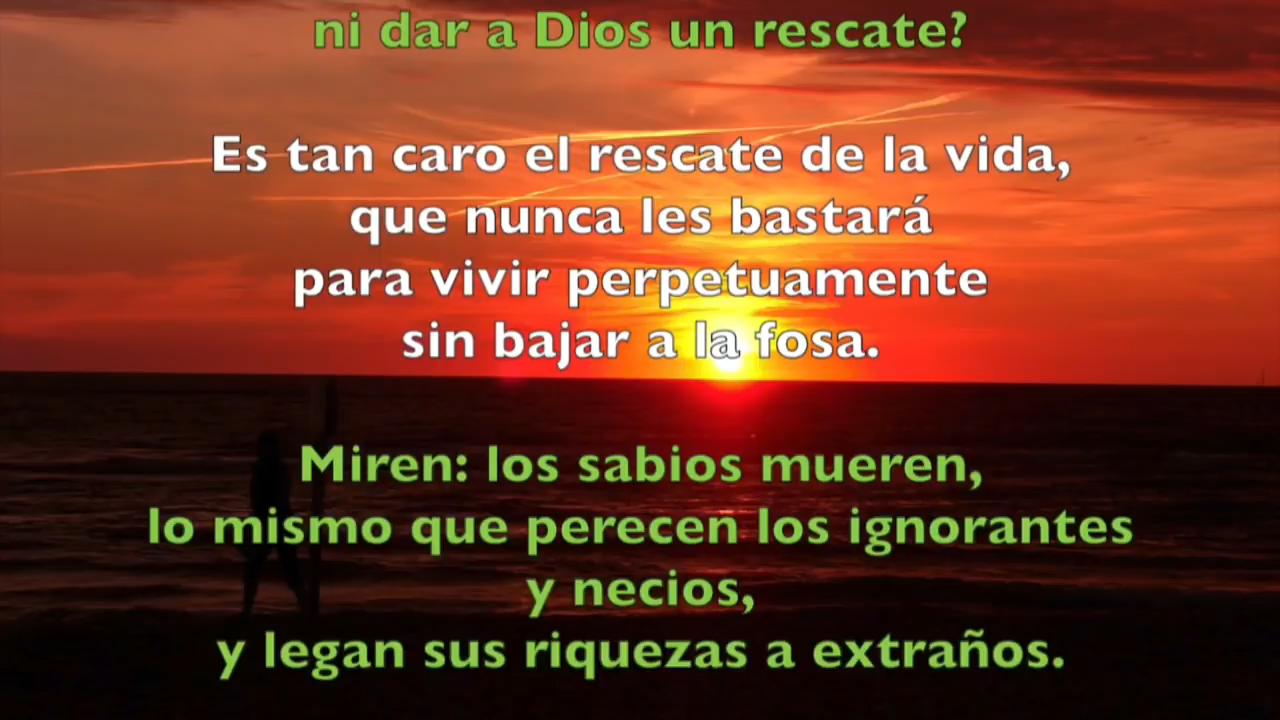 ni dar a Dios un rescate?
Es tan caro el rescate de la vida,
que nunca les bastará
para vivir perpetuamente
sin bajar a la fosa.
Miren: los sabios mueren,
lo mismo que perecen los ignorantes
y necios,
y legan sus riquezas a extraños.